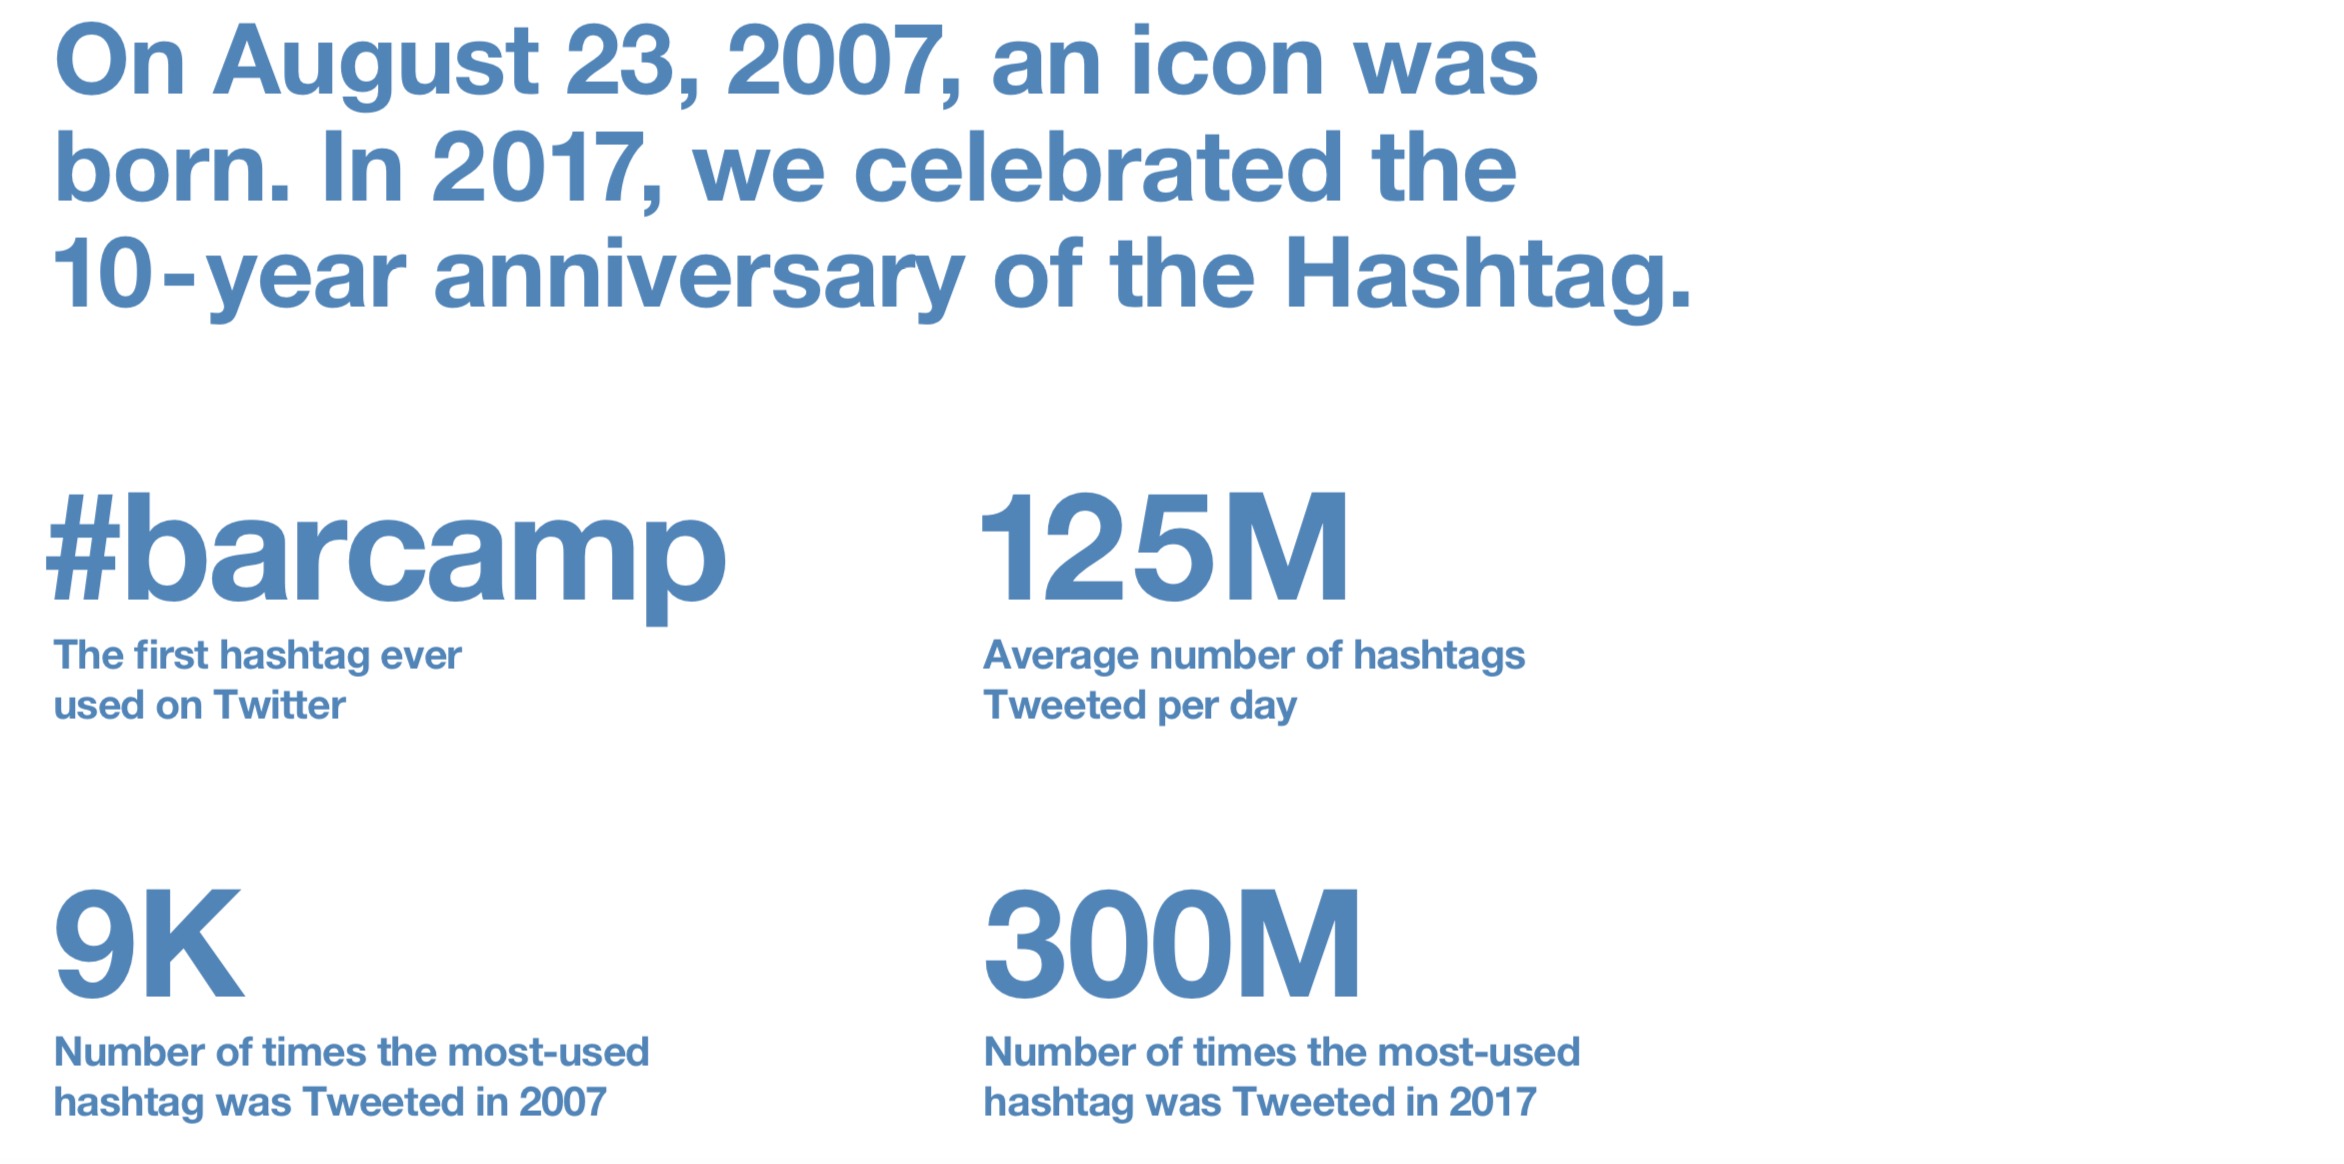 On August 23, 2007, an icon was
born. In 2017, we celebrated the
10-year anniversary of the Hashtag.
#barcamp
The first hashtag ever
used on Twitter
125M
Average number of hashtags
Tweeted per day
9K
Number of times the most-used
hashtag was Tweeted in 2007
300M
Number of times the most-used
hashtag was Tweeted in 2017